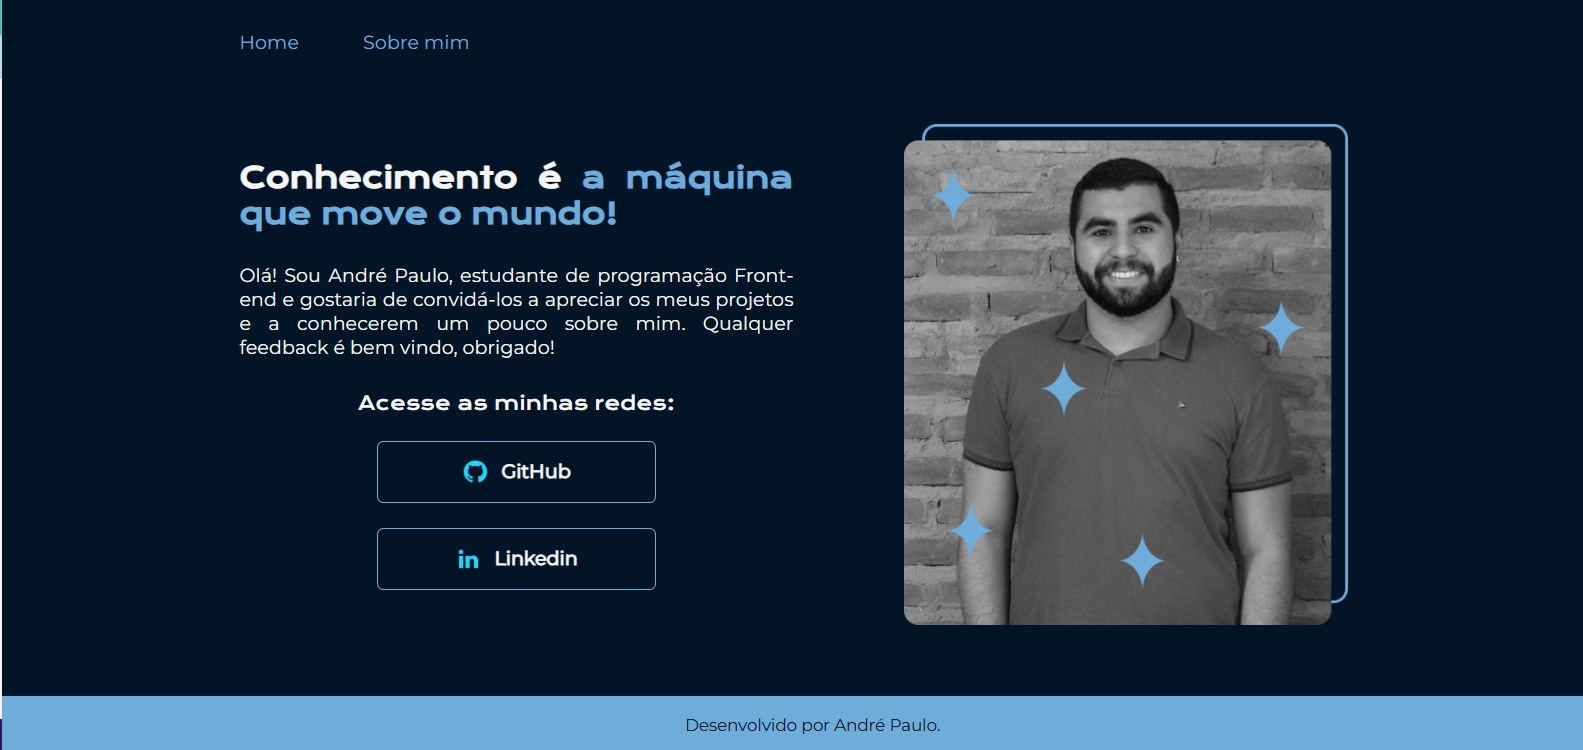 Home Sobre mim
Conhecimento é a máquina
que move o mundo!
Olá! Sou André Paulo, estudante de programação Front-
end e gostaria de convidá-los a apreciar os meus projetos
e a conhecerem um pouco sobre mim. Qualquer
feedback é bem vindo, obrigado!
Acesse as minhas redes:
GitHub
in Linkedin
Desenvolvido por André Paulo.